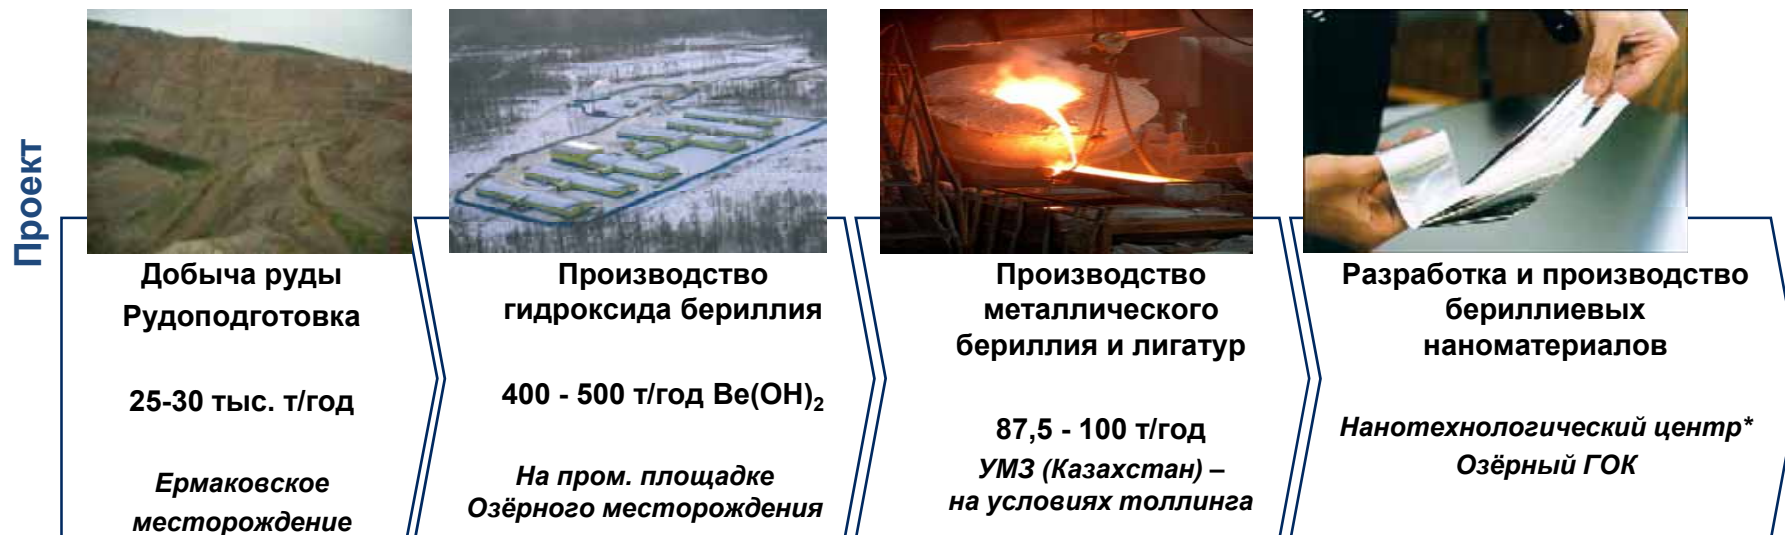 Проект
Добыча руды
Рудоподготовка
25-30 тыс. т/год
Ермаковское
месторождение
Производство
гидроксида бериллия
400 - 500 т/год Be(OH)₂
На пром. площадке
Озёрного месторождения
Производство
металлического
бериллия и лигатур
87,5 - 100 т/год
УМЗ (Казахстан) –
на условиях толлинга
Разработка и производство
бериллиевых
наноматериалов
Нанотехнологический центр*
Озёрный ГОК